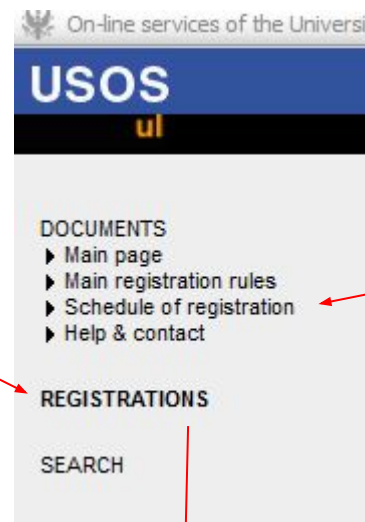 On-line services of the Universi
USOS
ul
DOCUMENTS
Main page
Main registration rules
Schedule of registration
Help & contact
REGISTRATIONS
SEARCH